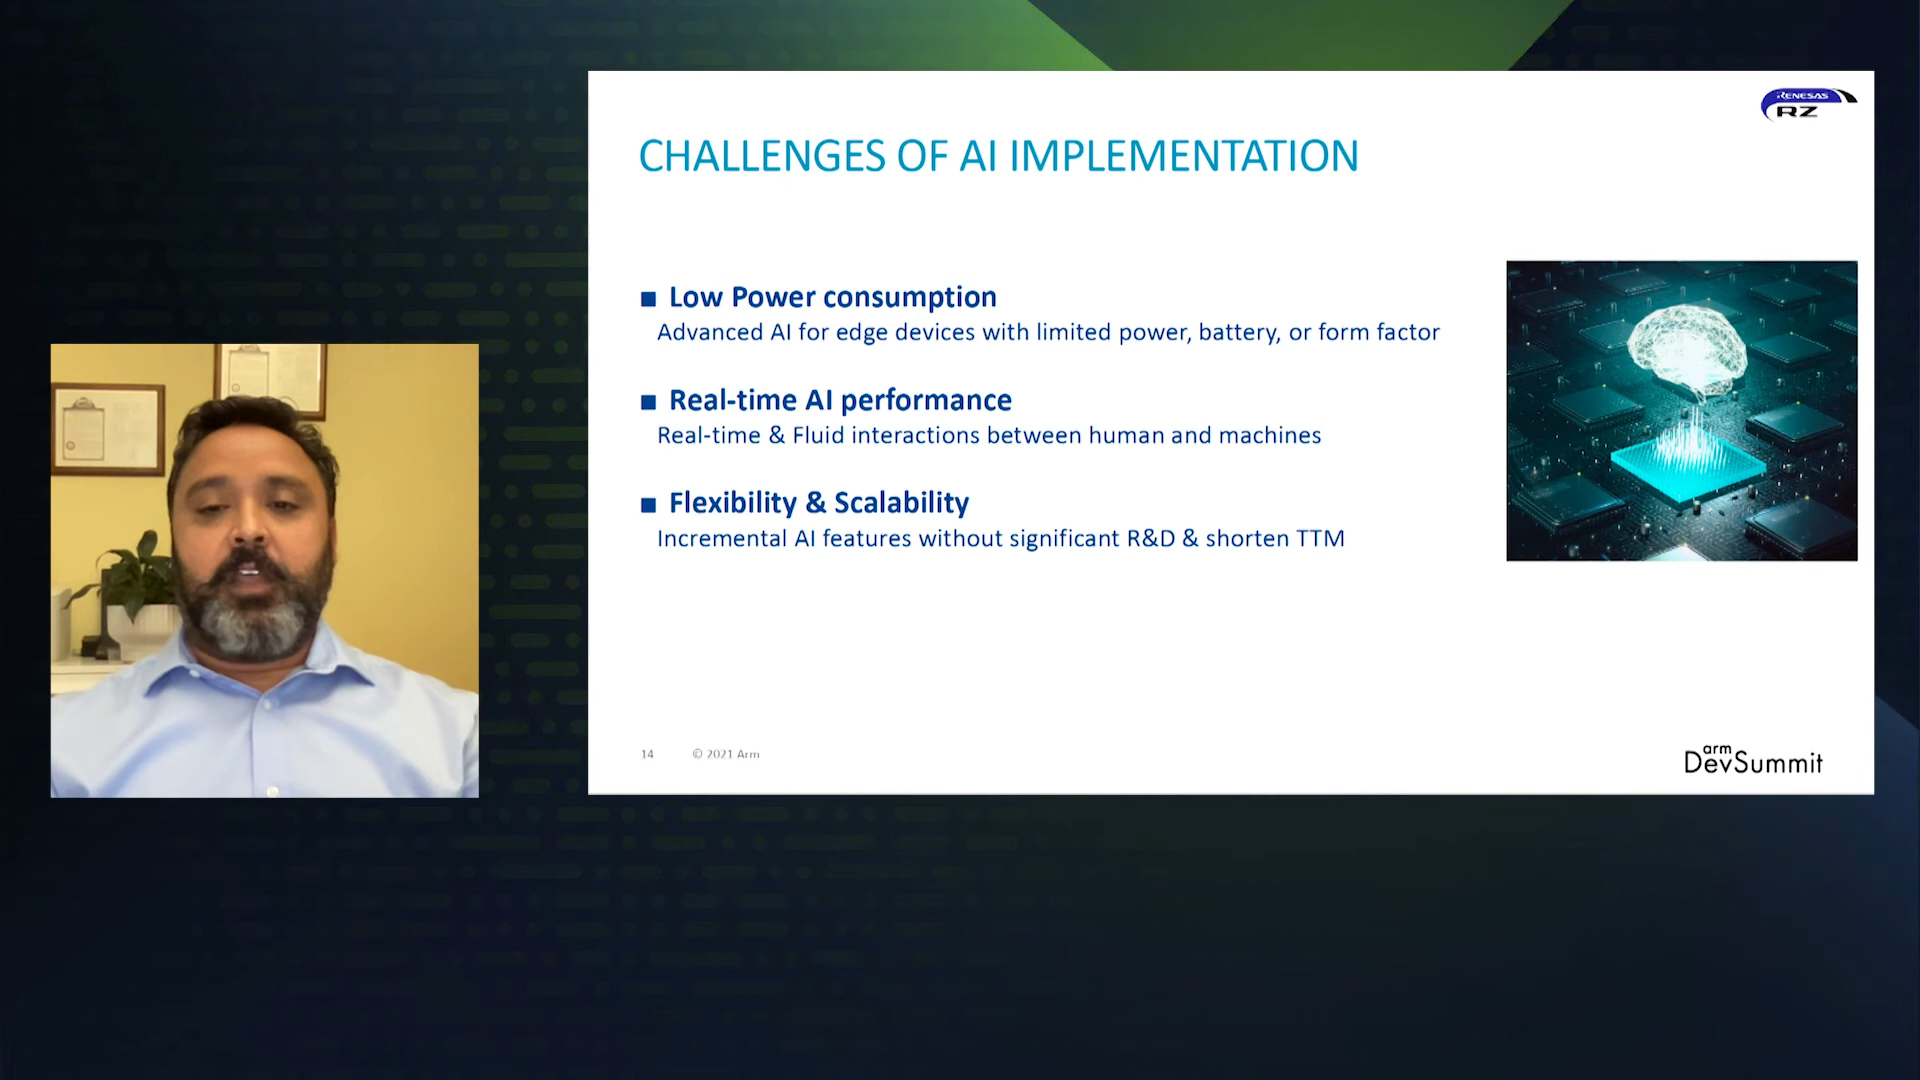 RENESAS
RZ
CHALLENGES OF AI IMPLEMENTATION
■ Low Power consumption
Advanced AI for edge devices with limited power, battery, or form factor
■ Real-time AI performance
Real-time & Fluid interactions between human and machines
■ Flexibility & Scalability
Incremental AI features without significant R&D & shorten TTM
14 © 2021 Arm
arm
DevSummit